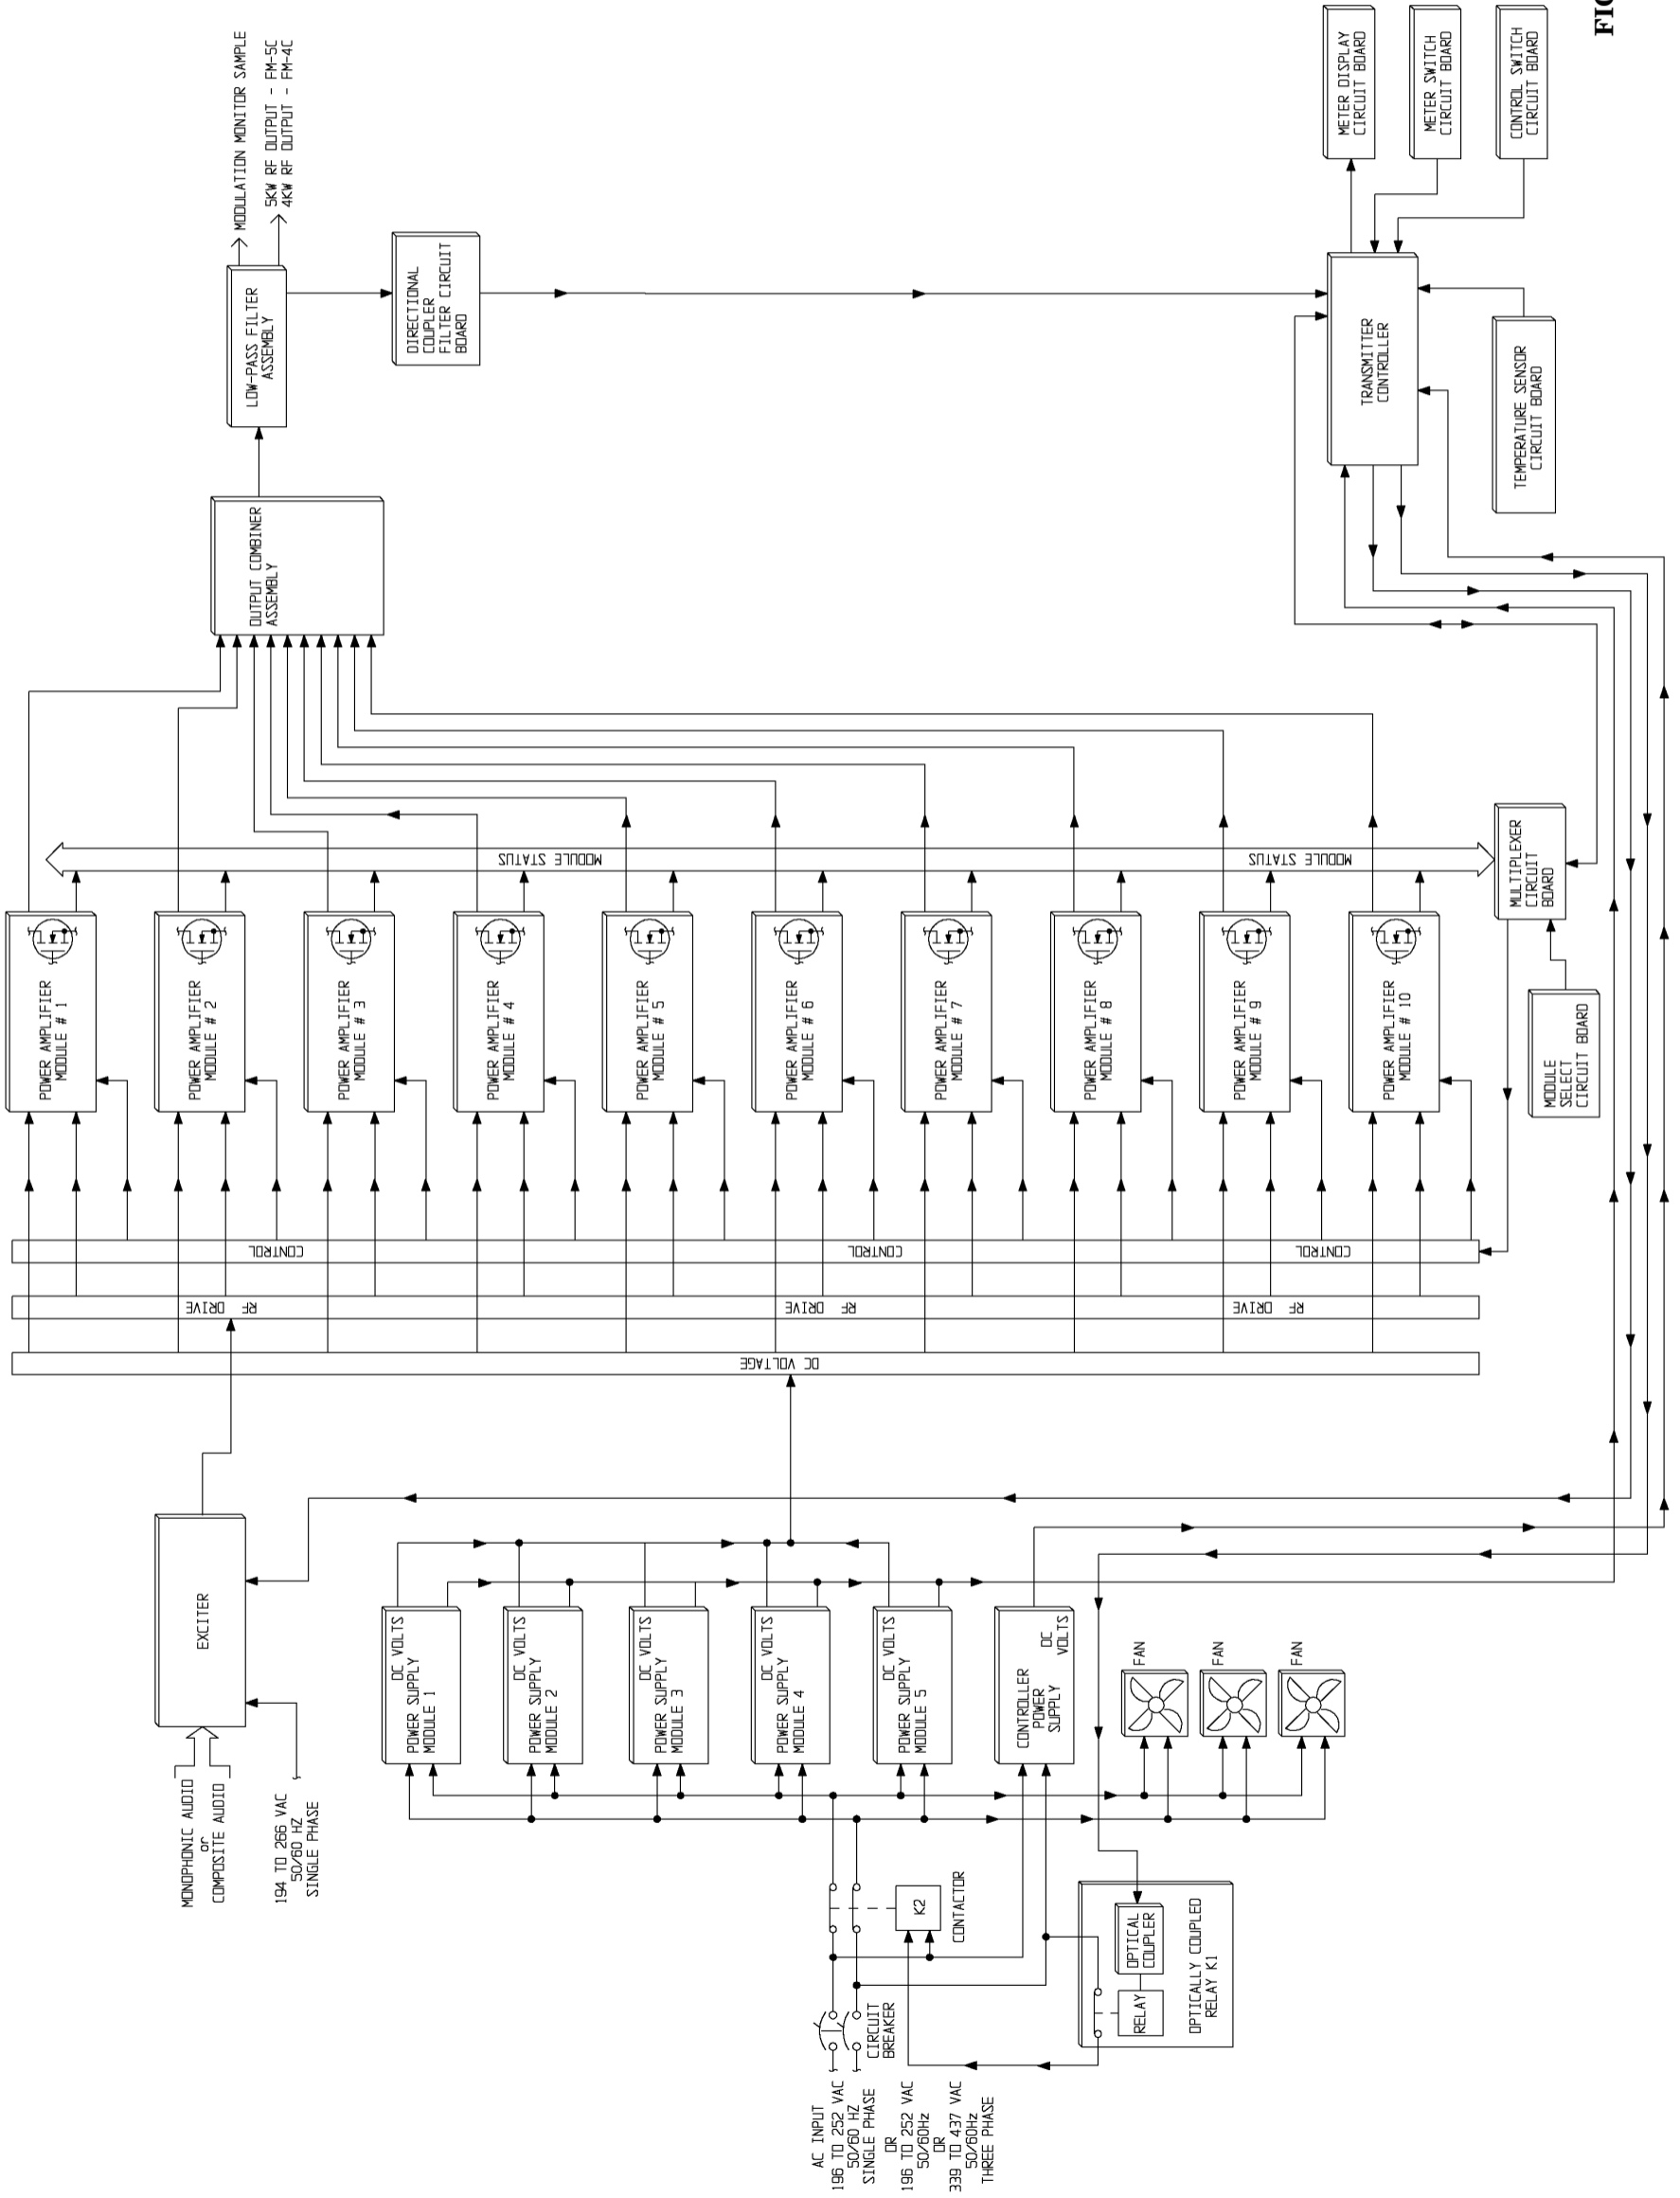 MODULATION MONITOR SAMPLE
5KW RF OUTPUT - FM-5C
4KW RF OUTPUT - FM-4C
LOW-PASS FILTER
ASSEMBLY
DIRECTIONAL
COUPLER
FILTER CIRCUIT
BOARD
OUTPUT COMBINER
ASSEMBLY
METER DISPLAY
CIRCUIT BOARD
METER SWITCH
CIRCUIT BOARD
CONTROL SWITCH
CIRCUIT BOARD
TRANSMITTER
CONTROLLER
TEMPERATURE SENSOR
CIRCUIT BOARD
MODULE STATUS
MODULE STATUS
MULTIPLEXER
CIRCUIT
BOARD
MODULE
SELECT
CIRCUIT BOARD
POWER AMPLIFIER
MODULE # 1
POWER AMPLIFIER
MODULE # 2
POWER AMPLIFIER
MODULE # 3
POWER AMPLIFIER
MODULE # 4
POWER AMPLIFIER
MODULE # 5
POWER AMPLIFIER
MODULE # 6
POWER AMPLIFIER
MODULE # 7
POWER AMPLIFIER
MODULE # 8
POWER AMPLIFIER
MODULE # 9
POWER AMPLIFIER
MODULE # 10
CONTROL
CONTROL
CONTROL
RF DRIVE
RF DRIVE
RF DRIVE
DC VOLTAGE
EXCITER
MONOPHONIC AUDIO
or
COMPOSITE AUDIO
194 TO 266 VAC
50/60 HZ
SINGLE PHASE
DC VOLTS
POWER SUPPLY
MODULE 1
DC VOLTS
POWER SUPPLY
MODULE 2
DC VOLTS
POWER SUPPLY
MODULE 3
DC VOLTS
POWER SUPPLY
MODULE 4
DC VOLTS
POWER SUPPLY
MODULE 5
CONTROLLER
POWER
SUPPLY
DC
VOLTS
FAN
FAN
FAN
K2
CONTACTOR
CIRCUIT
BREAKER
OPTICAL
COUPLER
RELAY
OPTICALLY COUPLED
RELAY K1
AC INPUT
196 TO 252 VAC
50/60 HZ
SINGLE PHASE
OR
196 TO 252 VAC
50/60Hz
OR
339 TO 437 VAC
50/60Hz
THREE PHASE